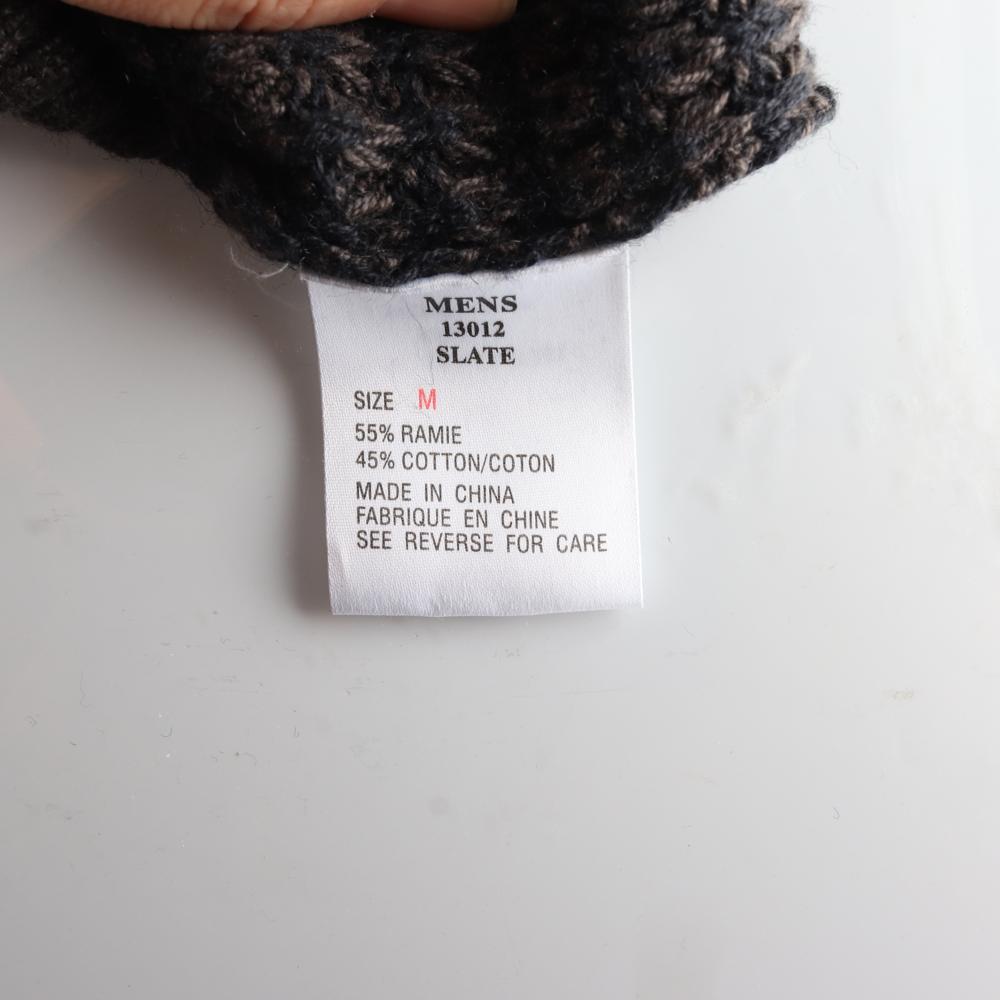 MENS
13012
SLATE
SIZE M
55% RAMIE
45% COTTON/COTON
MADE IN CHINA
FABRIQUE EN CHINE
SEE REVERSE FOR CARE